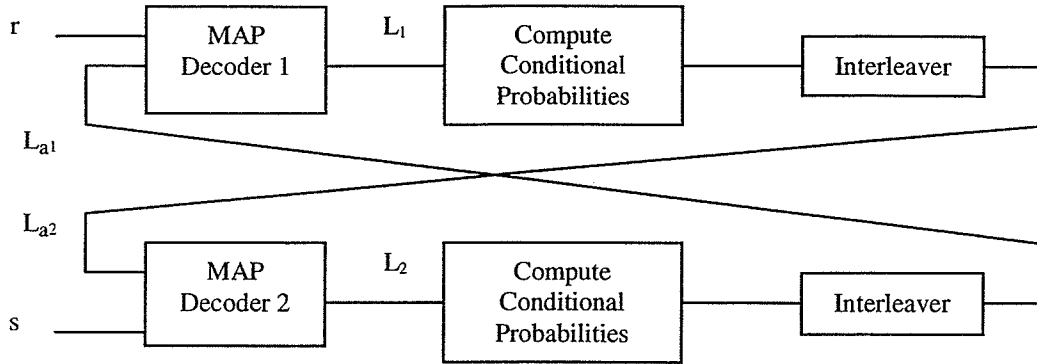 r
MAP
Decoder 1
L1
Compute
Conditional
Probabilities
Interleaver
La1
La2
MAP
Decoder 2
L2
Compute
Conditional
Probabilities
Interleaver
s